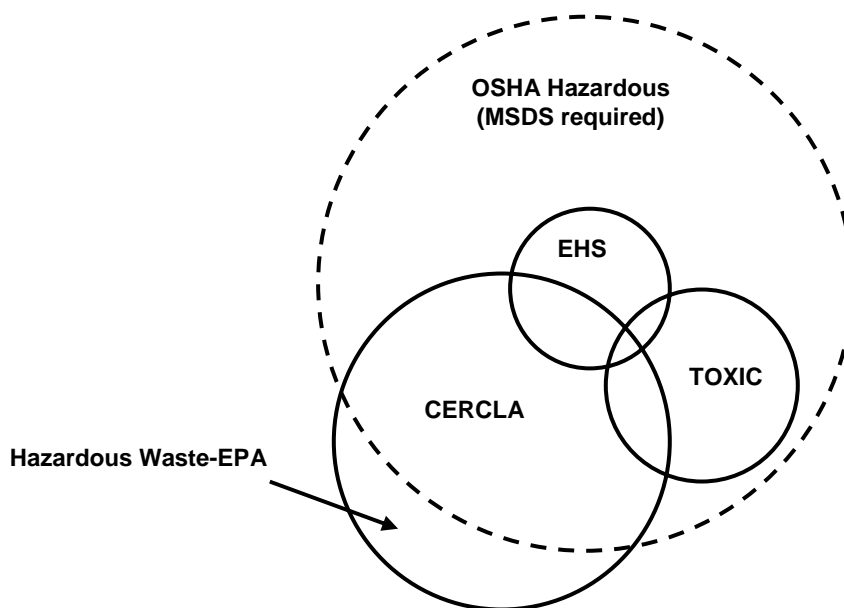 OSHA Hazardous
(MSDS required)
EHS
TOXIC
CERCLA
Hazardous Waste-EPA